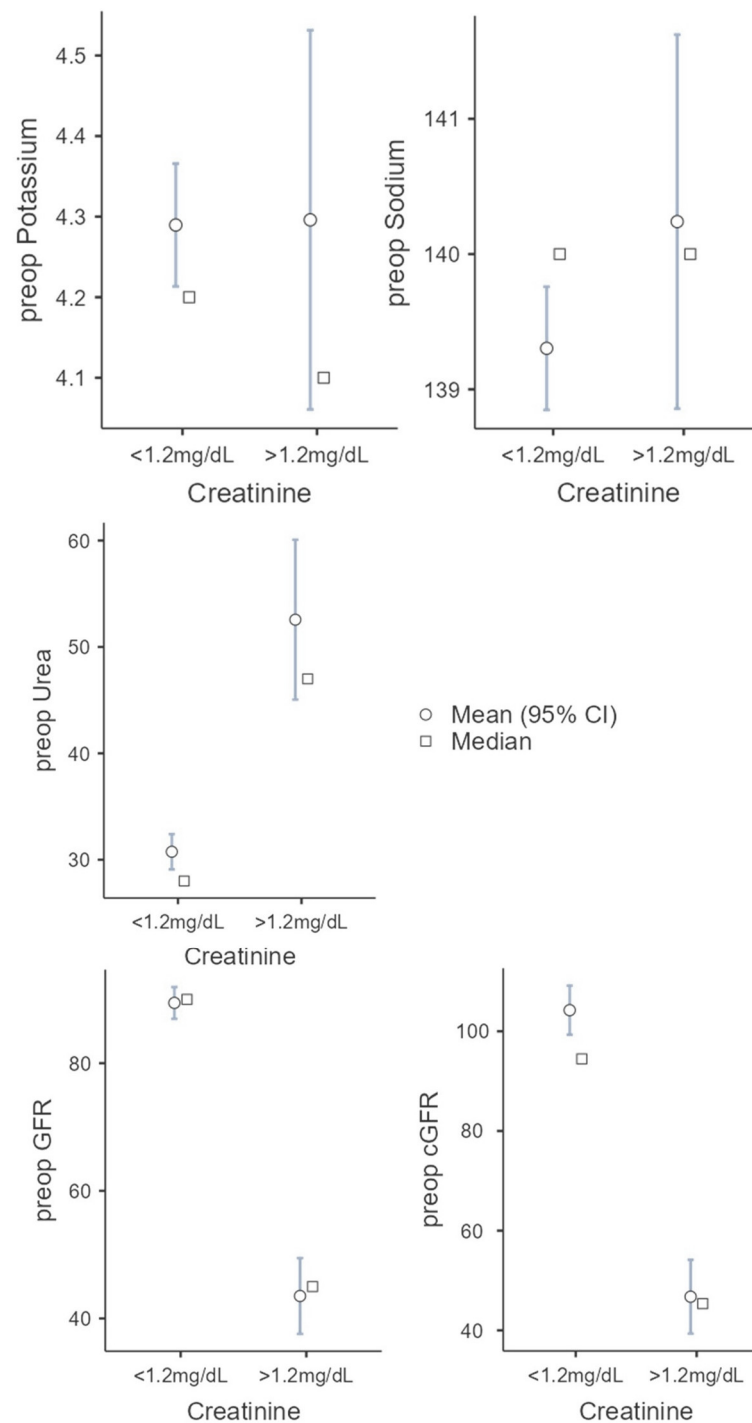 preop Potassium
4.5
4.4
4.3
4.2
4.1
<1.2mg/dL >1.2mg/dL
Creatinine
preop Sodium
141
140
139
<1.2mg/dL >1.2mg/dL
Creatinine
preop Urea
60
50
40
30
<1.2mg/dL >1.2mg/dL
Creatinine
Mean (95% CI)
Median
preop GFR
80
60
40
<1.2mg/dL >1.2mg/dL
Creatinine
preop cGFR
100
80
60
40
<1.2mg/dL >1.2mg/dL
Creatinine